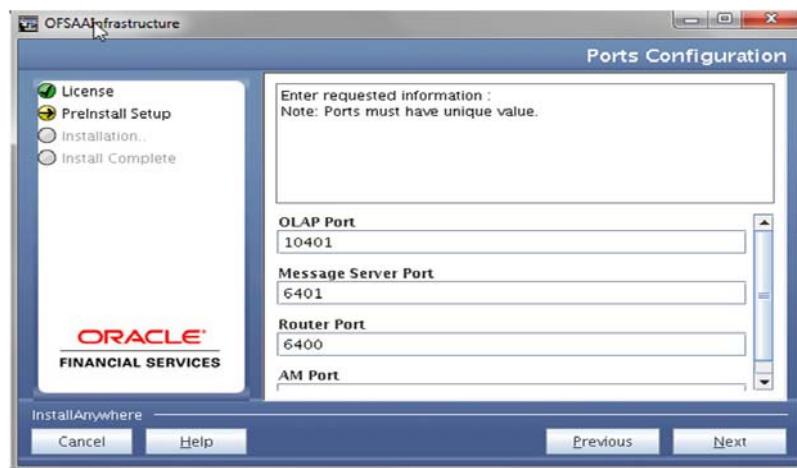 OFSAAInfrastructure
Ports Configuration
License
PreInstall Setup
Installation..
Install Complete
ORACLE
FINANCIAL SERVICES
Enter requested information :
Note: Ports must have unique value.
OLAP Port
10401
Message Server Port
6401
Router Port
6400
AM Port
InstallAnywhere
Cancel
Help
Previous
Next